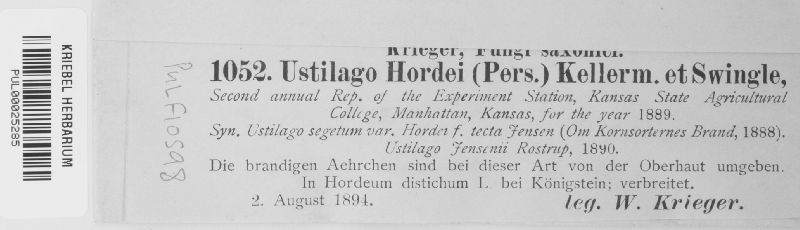 KRIEBEL HERBARIUM
PUL00025285
PUL F10598
Krieger, Fungi saxonici.
1052. Ustilago Hordei (Pers.) Kellerm. et Swingle,
Second annual Rep. of the Experiment Station, Kansas State Agricultural
College, Manhattan, Kansas, for the year 1889.
Syn. Ustilago segetum var. Hordei f. tecta Jensen (Om Kornsorternes Brand, 1888).
Ustilago Jensenii Rostrup, 1890.
Die brandigen Aehrchen sind bei dieser Art von der Oberhaut umgeben.
In Hordeum distichum L. bei Königstein; verbreitet.
2. August 1894.
leg. W. Krieger.